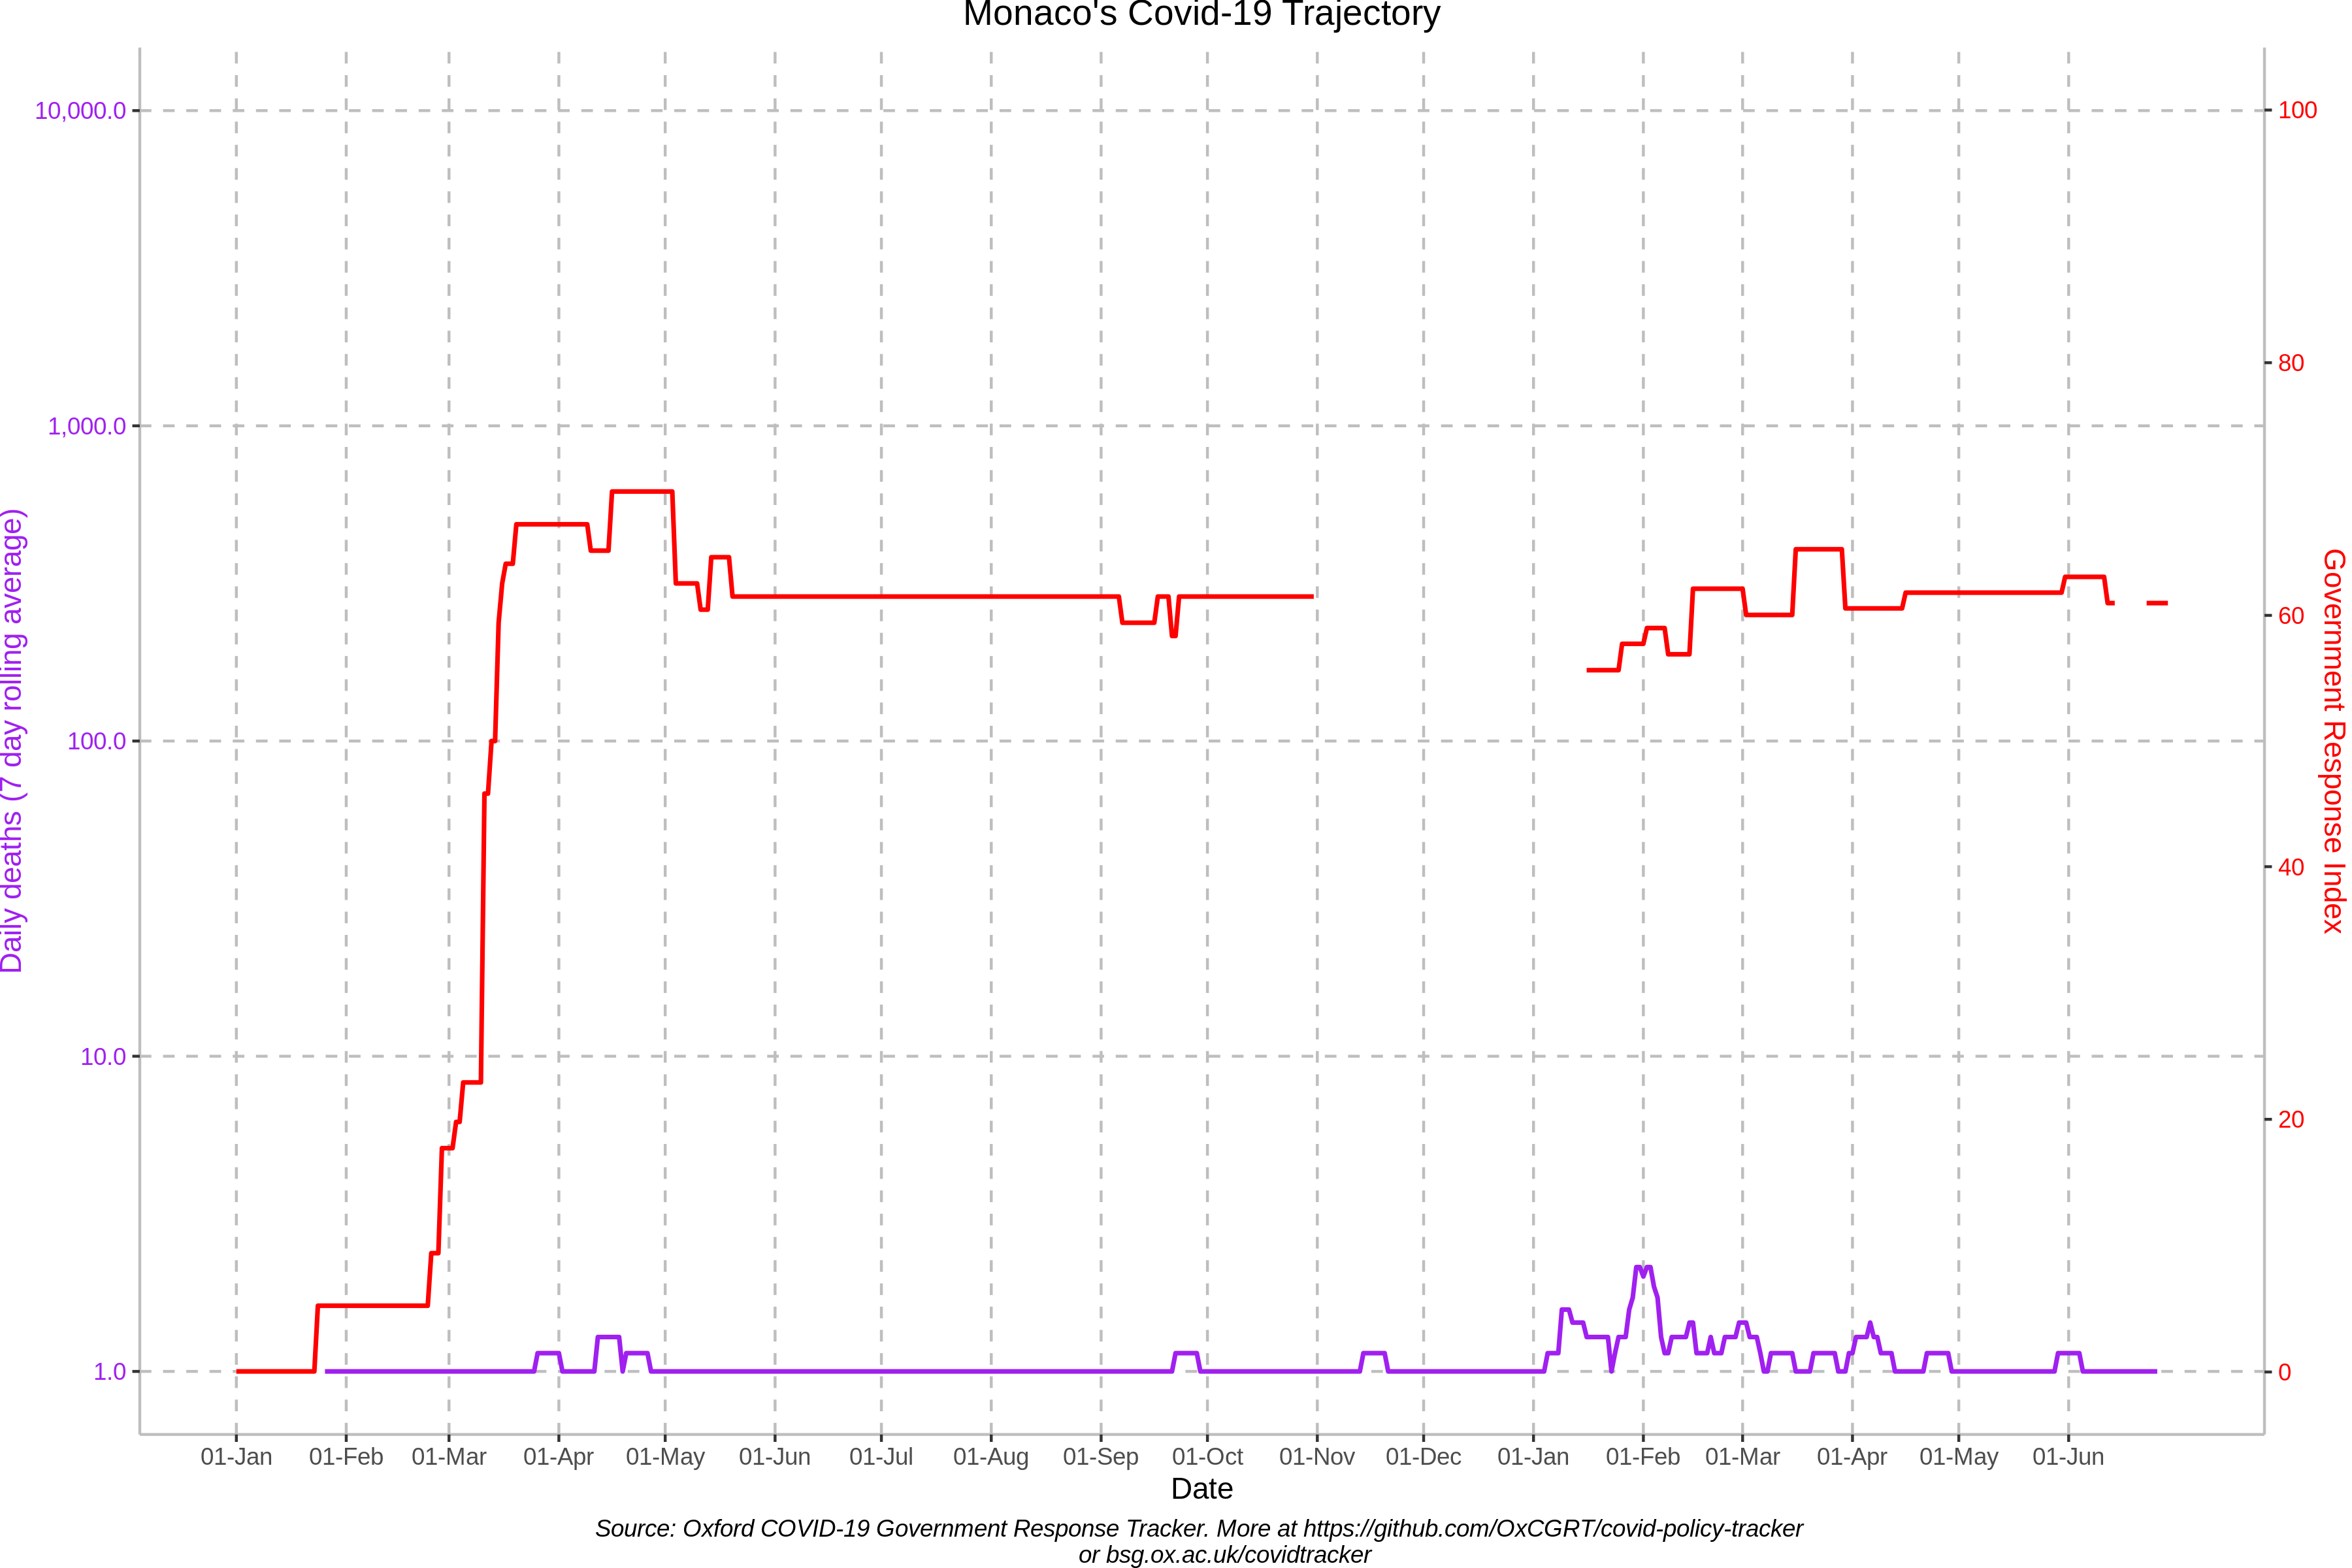 Monaco's Covid-19 Trajectory
10,000.0
1,000.0
100.0
10.0
1.0
Daily deaths (7 day rolling average)
100
80
60
40
20
0
Government Response Index
01-Jan 01-Feb 01-Mar 01-Apr 01-May 01-Jun 01-Jul 01-Aug 01-Sep 01-Oct 01-Nov 01-Dec 01-Jan 01-Feb 01-Mar 01-Apr 01-May 01-Jun
Date
Source: Oxford COVID-19 Government Response Tracker. More at https://github.com/OxCGRT/covid-policy-tracker
or bsg.ox.ac.uk/covidtracker